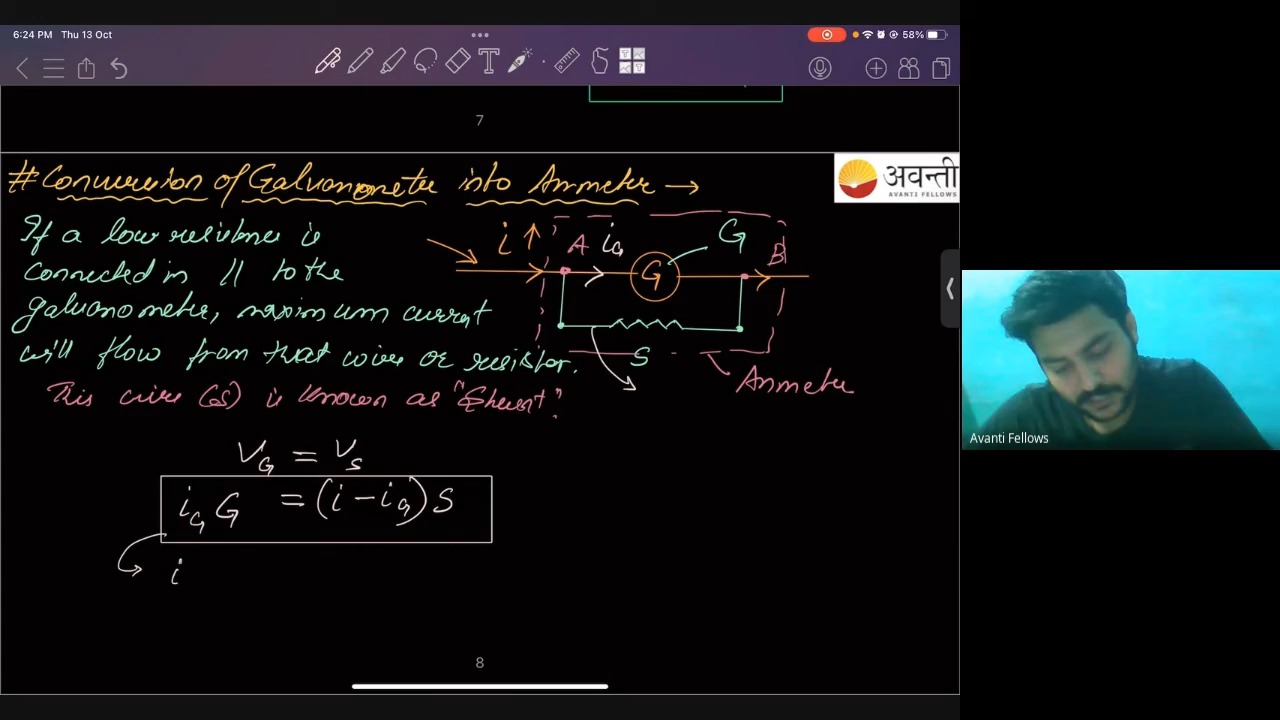 6:24 PM Thu 13 Oct
58%
7
#Conversion of Galvanometer into Ammeter →
अवन्ती
AVANTI FELLOWS
If a low resistance is
connected in || to the
galvanometer, maximum current
will flow from that wire or resistor.
This wire (S) is known as "Shunt".
i ↑ A iG G G B
S
Ammeter
VG = VS
iG G = (i - iG) S
i
8
Avanti Fellows